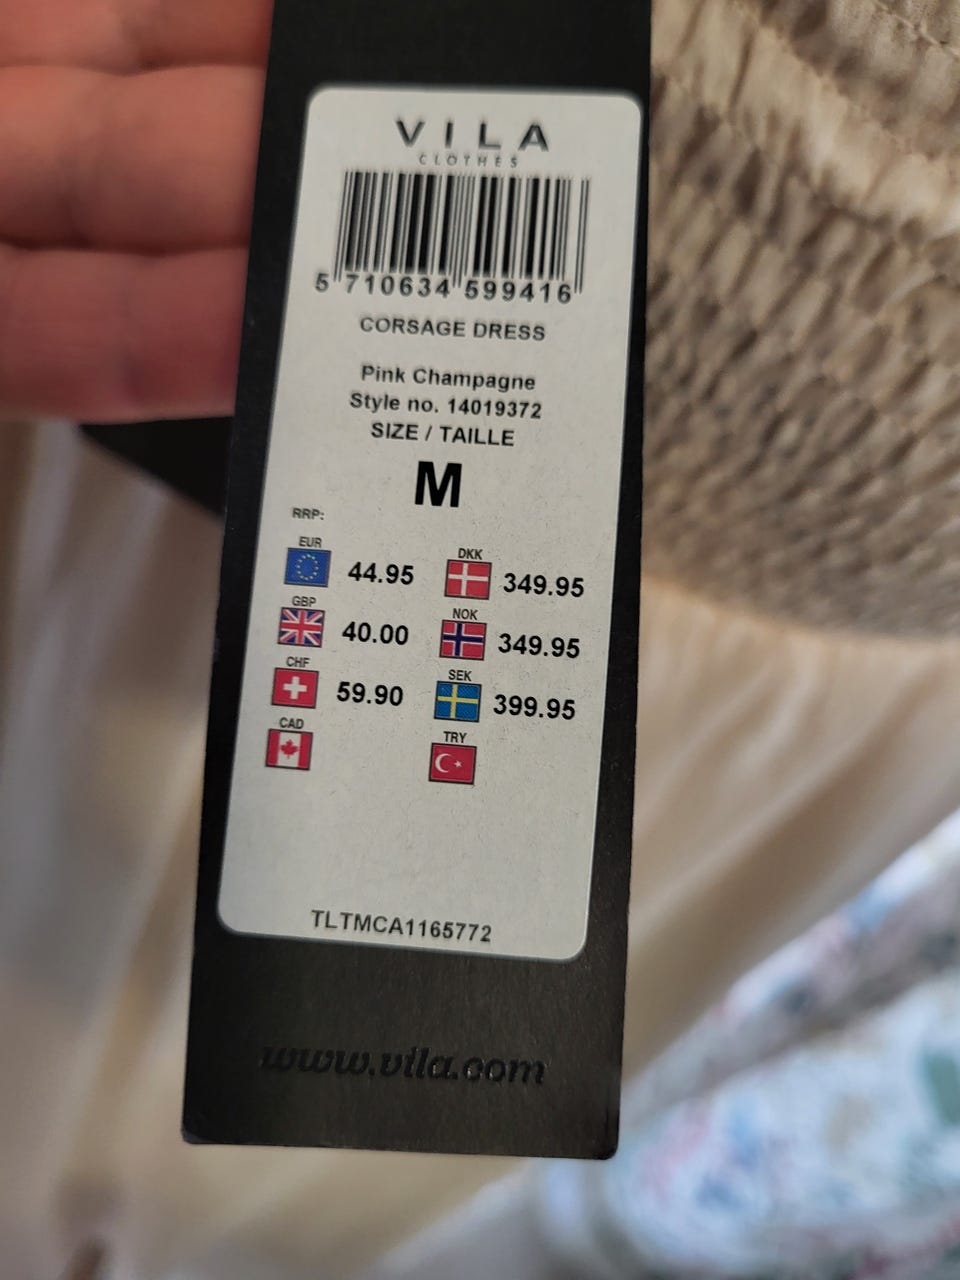 VILA
CLOTHES
5 710634 599416
CORSAGE DRESS
Pink Champagne
Style no. 14019372
SIZE / TAILLE
M
RRP:
EUR
44.95
DKK
349.95
GBP
40.00
NOK
349.95
CHF
59.90
SEK
399.95
CAD
TRY
TLTMCA1165772
www.vila.com